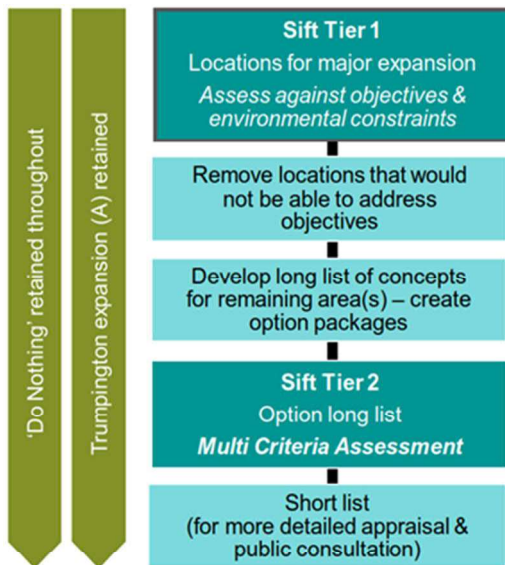 'Do Nothing' retained throughout
Trumpington expansion (A) retained
Sift Tier 1
Locations for major expansion
Assess against objectives &
environmental constraints
Remove locations that would
not be able to address
objectives
Develop long list of concepts
for remaining area(s) – create
option packages
Sift Tier 2
Option long list
Multi Criteria Assessment
Short list
(for more detailed appraisal &
public consultation)